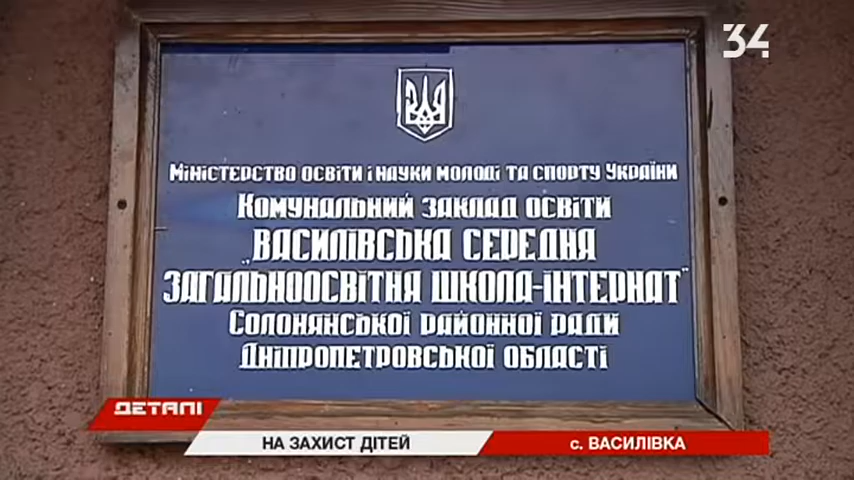 34
Міністерство освіти і науки молоді та спорту України
Комунальний заклад освіти
„ВАСИЛІВСЬКА СЕРЕДНЯ
ЗАГАЛЬНООСВІТНЯ ШКОЛА-ІНТЕРНАТ"
Солонянської районної ради
Дніпропетровської області
ДЕТАЛІ
НА ЗАХИСТ ДІТЕЙ
с. ВАСИЛІВКА